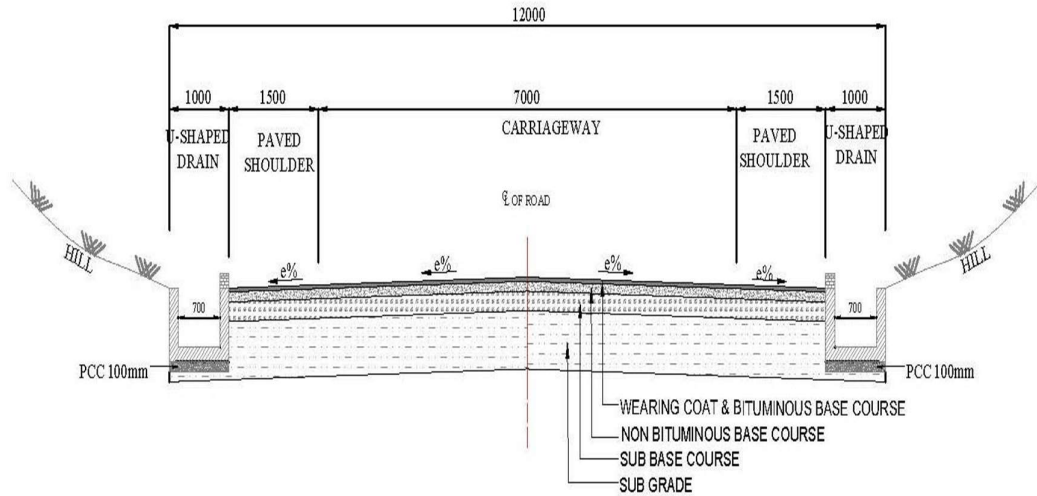 12000
1000 1500 7000 1500 1000
U-SHAPED
DRAIN
PAVED
SHOULDER
CARRIAGEWAY
PAVED
SHOULDER
U-SHAPED
DRAIN
℄ OF ROAD
HILL
e%
e%
e%
e%
HILL
700
700
PCC 100mm
PCC 100mm
WEARING COAT & BITUMINOUS BASE COURSE
NON BITUMINOUS BASE COURSE
SUB BASE COURSE
SUB GRADE